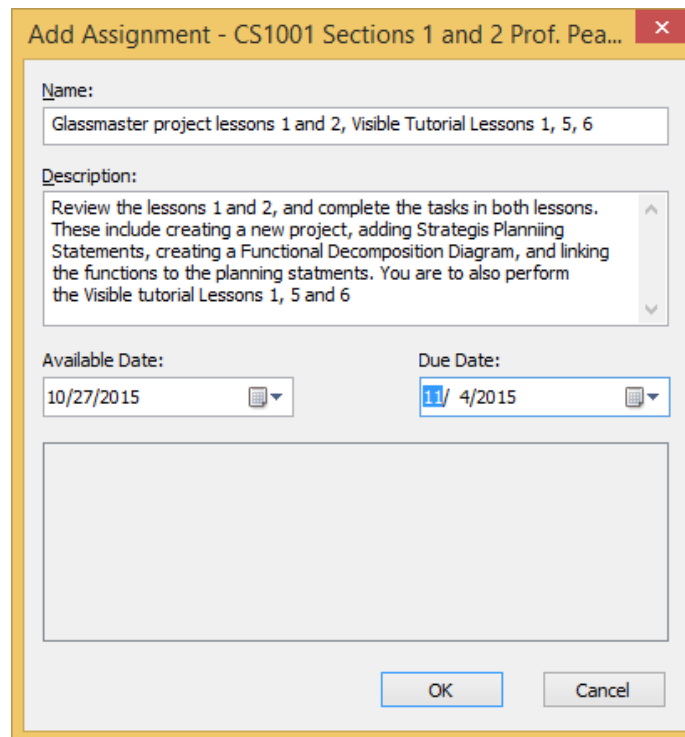 Add Assignment - CS1001 Sections 1 and 2 Prof. Pea...
Name:
Glassmaster project lessons 1 and 2, Visible Tutorial Lessons 1, 5, 6
Description:
Review the lessons 1 and 2, and complete the tasks in both lessons.
These include creating a new project, adding Strategis Planniing
Statements, creating a Functional Decomposition Diagram, and linking
the functions to the planning statments. You are to also perform
the Visible tutorial Lessons 1, 5 and 6
Available Date: Due Date:
10/27/2015 11/ 4/2015
OK Cancel